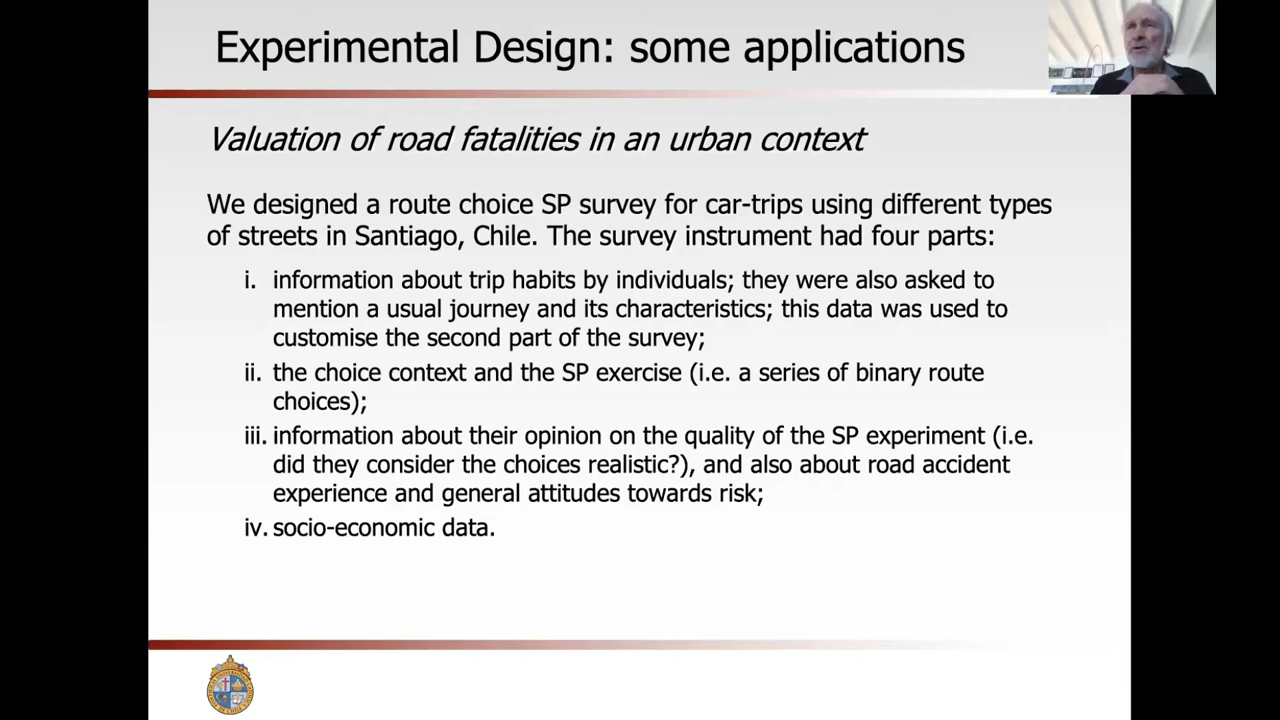 Experimental Design: some applications
Valuation of road fatalities in an urban context
We designed a route choice SP survey for car-trips using different types
of streets in Santiago, Chile. The survey instrument had four parts:
i. information about trip habits by individuals; they were also asked to
mention a usual journey and its characteristics; this data was used to
customise the second part of the survey;
ii. the choice context and the SP exercise (i.e. a series of binary route
choices);
iii. information about their opinion on the quality of the SP experiment (i.e.
did they consider the choices realistic?), and also about road accident
experience and general attitudes towards risk;
iv. socio-economic data.